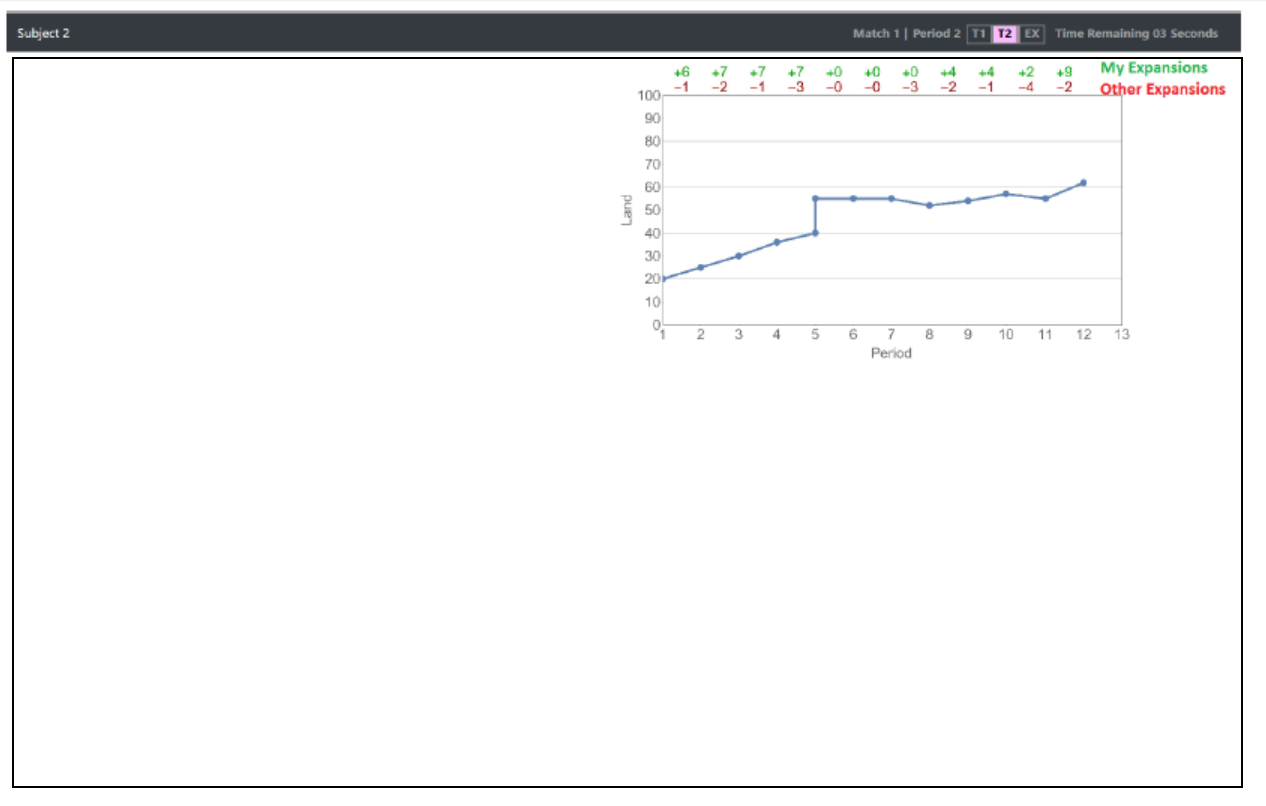 Subject 2
Match 1 | Period 2 T1 T2 EX Time Remaining 03 Seconds
+6 +7 +7 +7 +0 +0 +0 +4 +4 +2 +9 My Expansions
−1 −2 −1 −3 −0 −0 −3 −2 −1 −4 −2 Other Expansions
100
90
80
70
60
50
40
30
20
10
0
Land
1 2 3 4 5 6 7 8 9 10 11 12 13
Period